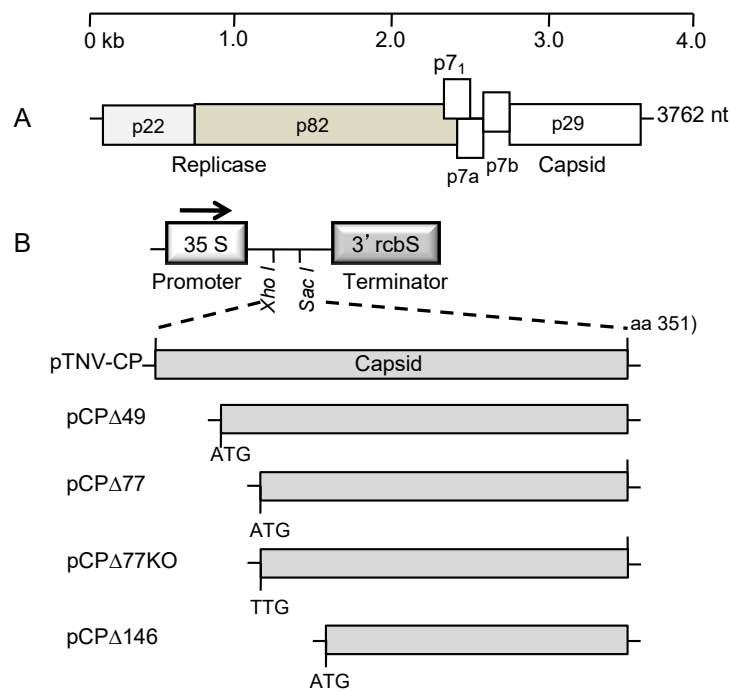 0 kb 1.0 2.0 3.0 4.0
p7₁
A p22 p82 p29 3762 nt
Replicase p7a p7b Capsid
B 35 S 3' rcbS
Promoter Xho I Sac I Terminator
aa 351)
pTNV-CP Capsid
pCPΔ49
ATG
pCPΔ77
ATG
pCPΔ77KO
TTG
pCPΔ146
ATG